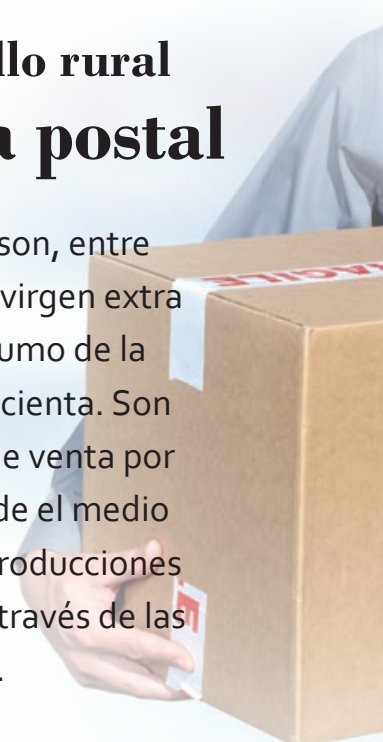 llo rural
a postal
son, entre
virgen extra
umo de la
cienta. Son
e venta por
de el medio
roducciones
través de las
.
FRAGILE
E